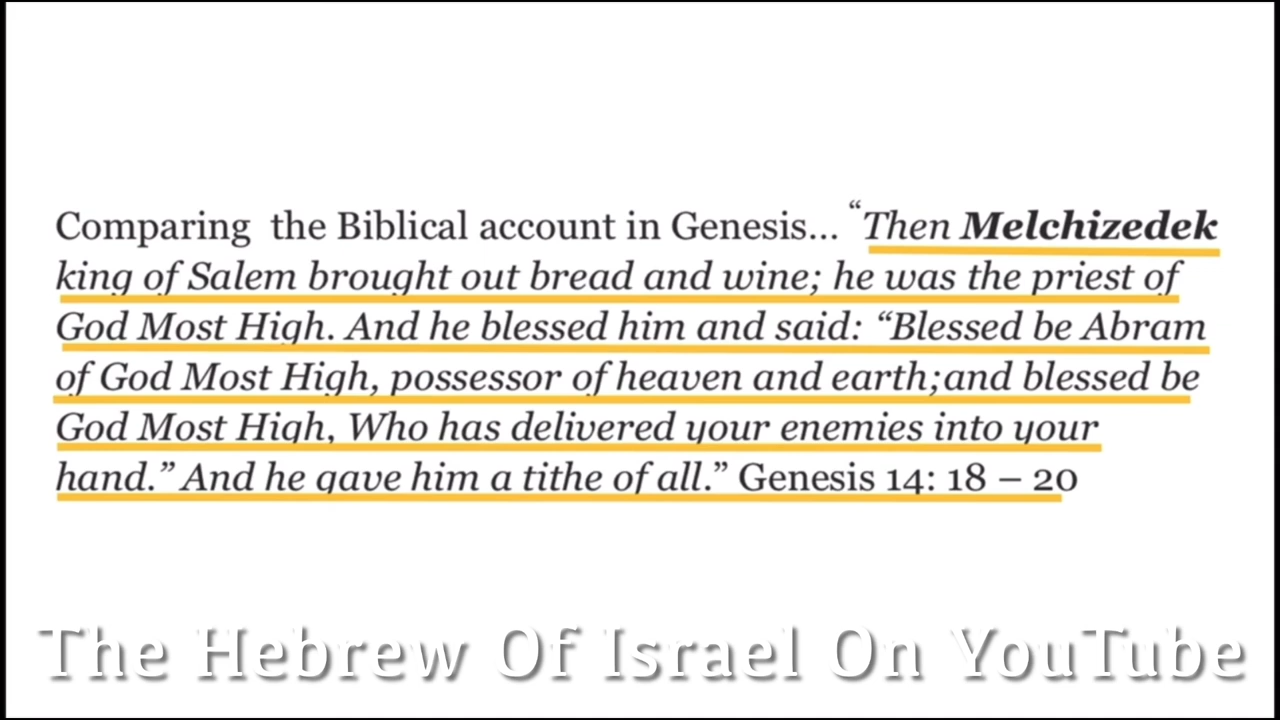 Comparing  the Biblical account in Genesis... “Then Melchizedek
king of Salem brought out bread and wine; he was the priest of
God Most High. And he blessed him and said: “Blessed be Abram
of God Most High, possessor of heaven and earth;and blessed be
God Most High, Who has delivered your enemies into your
hand.” And he gave him a tithe of all.” Genesis 14: 18 – 20
The Hebrew Of Israel On YouTube